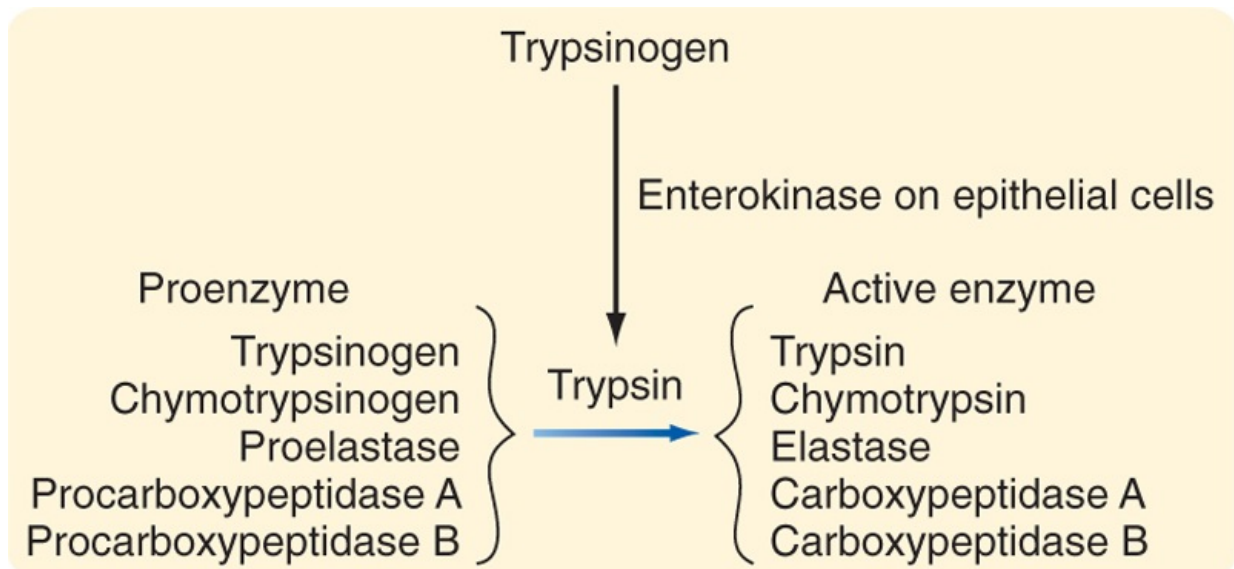 Trypsinogen
Enterokinase on epithelial cells
Proenzyme
Active enzyme
Trypsinogen
Chymotrypsinogen
Proelastase
Procarboxypeptidase A
Procarboxypeptidase B
Trypsin
Trypsin
Chymotrypsin
Elastase
Carboxypeptidase A
Carboxypeptidase B